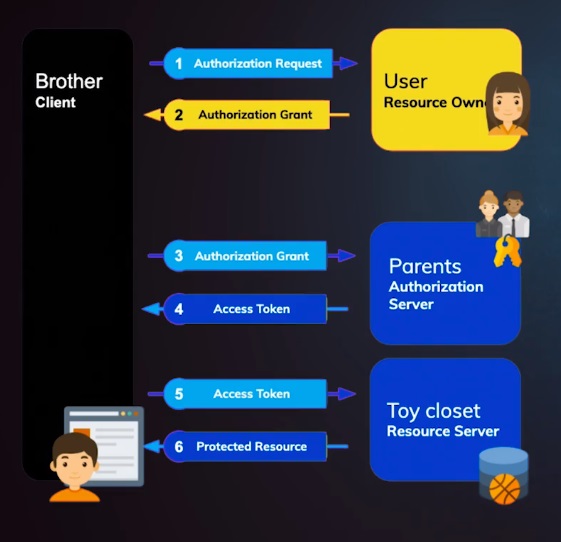 Brother
Client
1 Authorization Request
User
Resource Own
2 Authorization Grant
3 Authorization Grant
Parents
Authorization
Server
4 Access Token
5 Access Token
Toy closet
Resource Server
6 Protected Resource